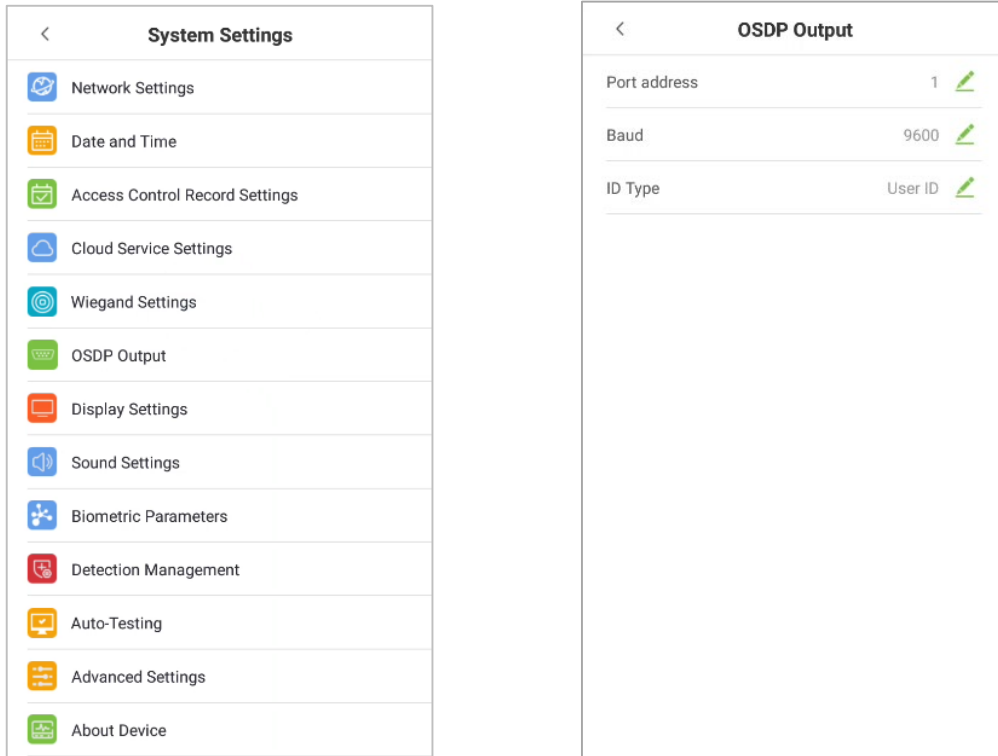 System Settings
Network Settings
Date and Time
Access Control Record Settings
Cloud Service Settings
Wiegand Settings
OSDP Output
Display Settings
Sound Settings
Biometric Parameters
Detection Management
Auto-Testing
Advanced Settings
About Device
OSDP Output
Port address 1
Baud 9600
ID Type User ID